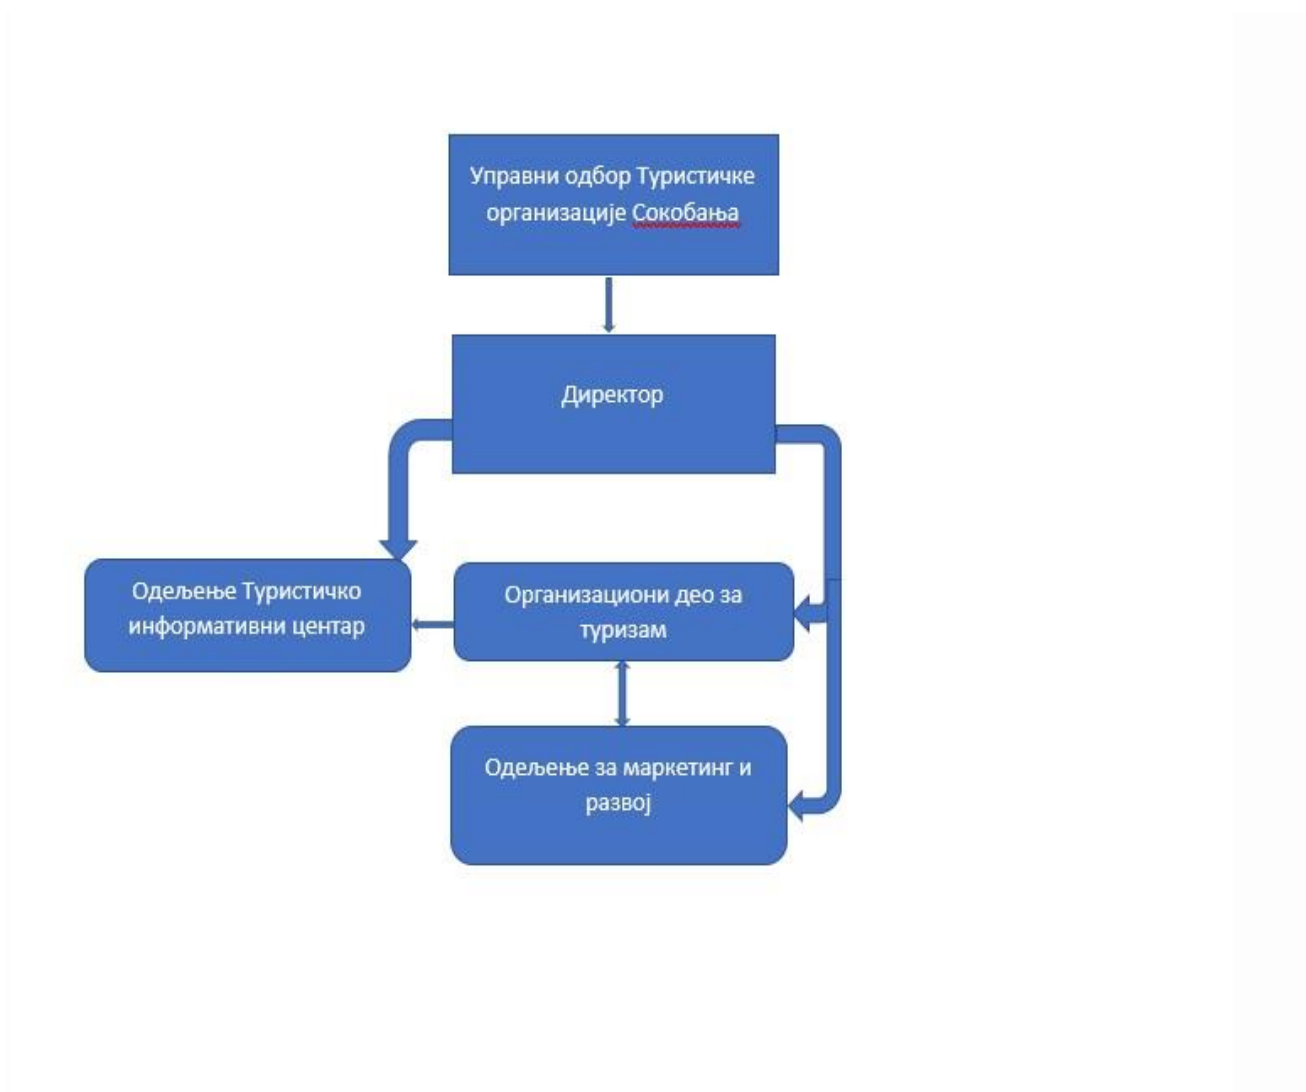 Управни одбор Туристичке
организације Сокобања
Директор
Одељење Туристичко
информативни центар
Организациони део за
туризам
Одељење за маркетинг и
развој